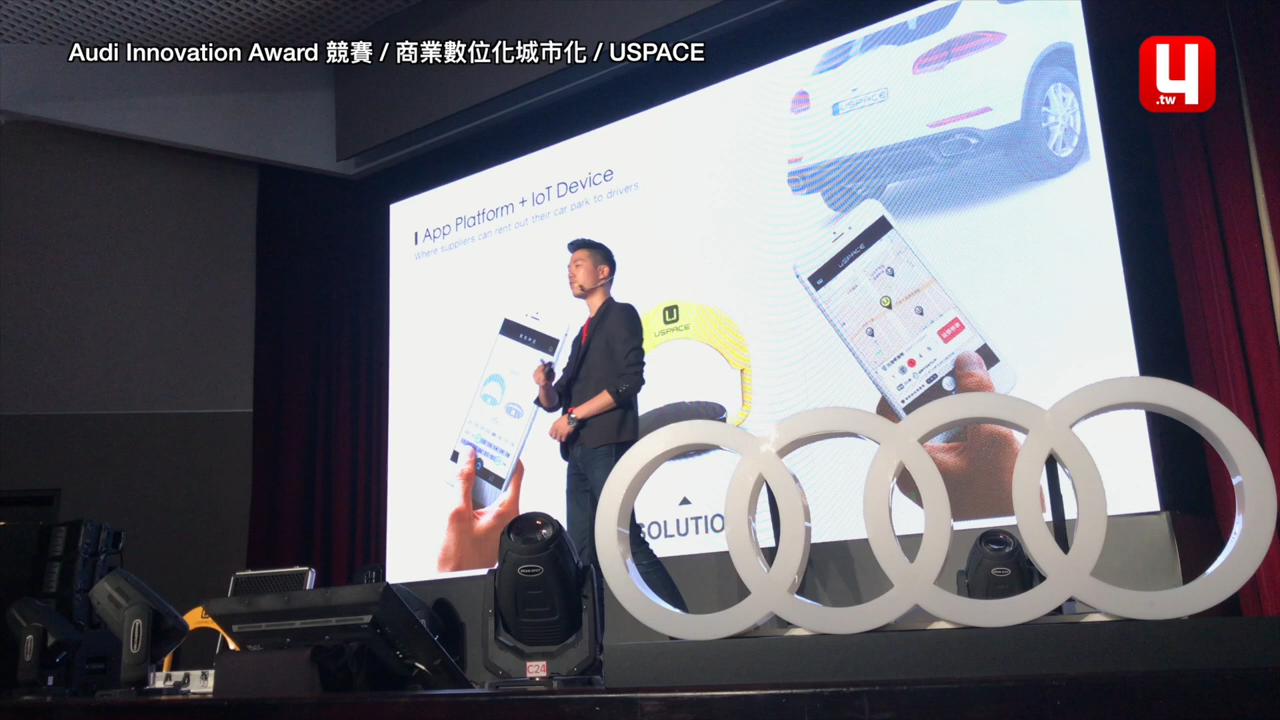 Audi Innovation Award 競賽 / 商業數位化城市化 / USPACE
.tw
App Platform + IoT Device
Where suppliers can rent out their car park to drivers
USPACE
USPACE
U
USPACE
SOLUTIO
C24